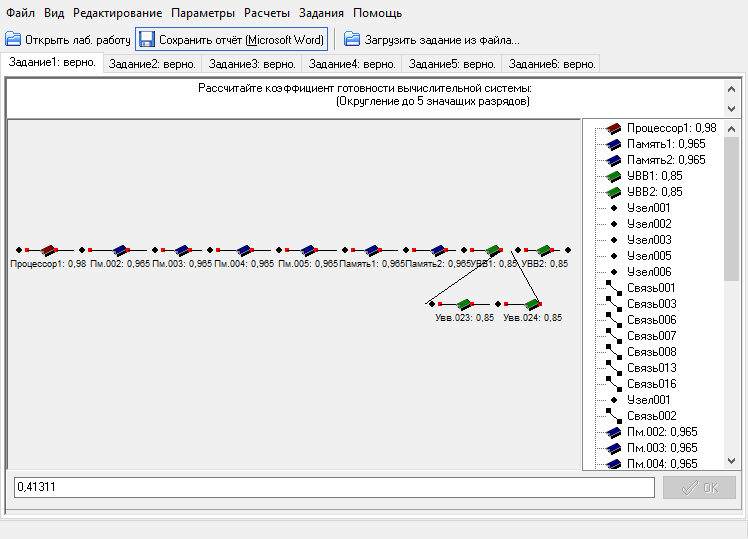 Файл Вид Редактирование Параметры Расчеты Задания Помощь
Открыть лаб. работу Сохранить отчёт (Microsoft Word) Загрузить задание из файла...
Задание1: верно. Задание2: верно. Задание3: верно. Задание4: верно. Задание5: верно. Задание6: верно.
Рассчитайте коэффициент готовности вычислительной системы:
(Округление до 5 значащих разрядов)
Процессор1: 0,98 Пм.002: 0,965 Пм.003: 0,965 Пм.004: 0,965 Пм.005: 0,965 Память1: 0,965 Память2: 0,965 УВВ1: 0,85 УВВ2: 0,85
Увв.023: 0,85 Увв.024: 0,85
Процессор1: 0,98
Память1: 0,965
Память2: 0,965
УВВ1: 0,85
УВВ2: 0,85
Узел001
Узел002
Узел003
Узел005
Узел006
Связь001
Связь003
Связь006
Связь007
Связь008
Связь013
Связь016
Узел001
Связь002
Пм.002: 0,965
Пм.003: 0,965
Пм.004: 0,965
0,41311
OK